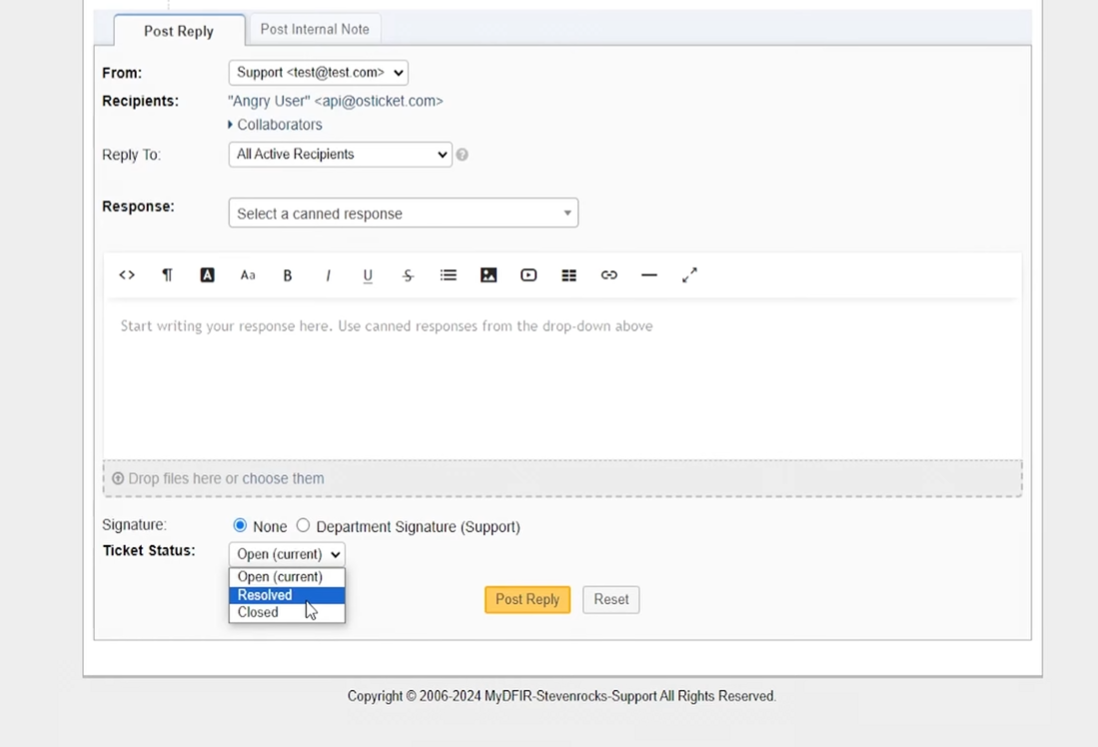 Post Reply Post Internal Note
From: Support <test@test.com>
Recipients: "Angry User" <api@osticket.com>
Collaborators
Reply To: All Active Recipients
Response: Select a canned response
<> ¶ A Aa B I U S
Start writing your response here. Use canned responses from the drop-down above
Drop files here or choose them
Signature: None Department Signature (Support)
Ticket Status: Open (current)
Open (current)
Resolved
Closed
Post Reply Reset
Copyright © 2006-2024 MyDFIR-Stevenrocks-Support All Rights Reserved.